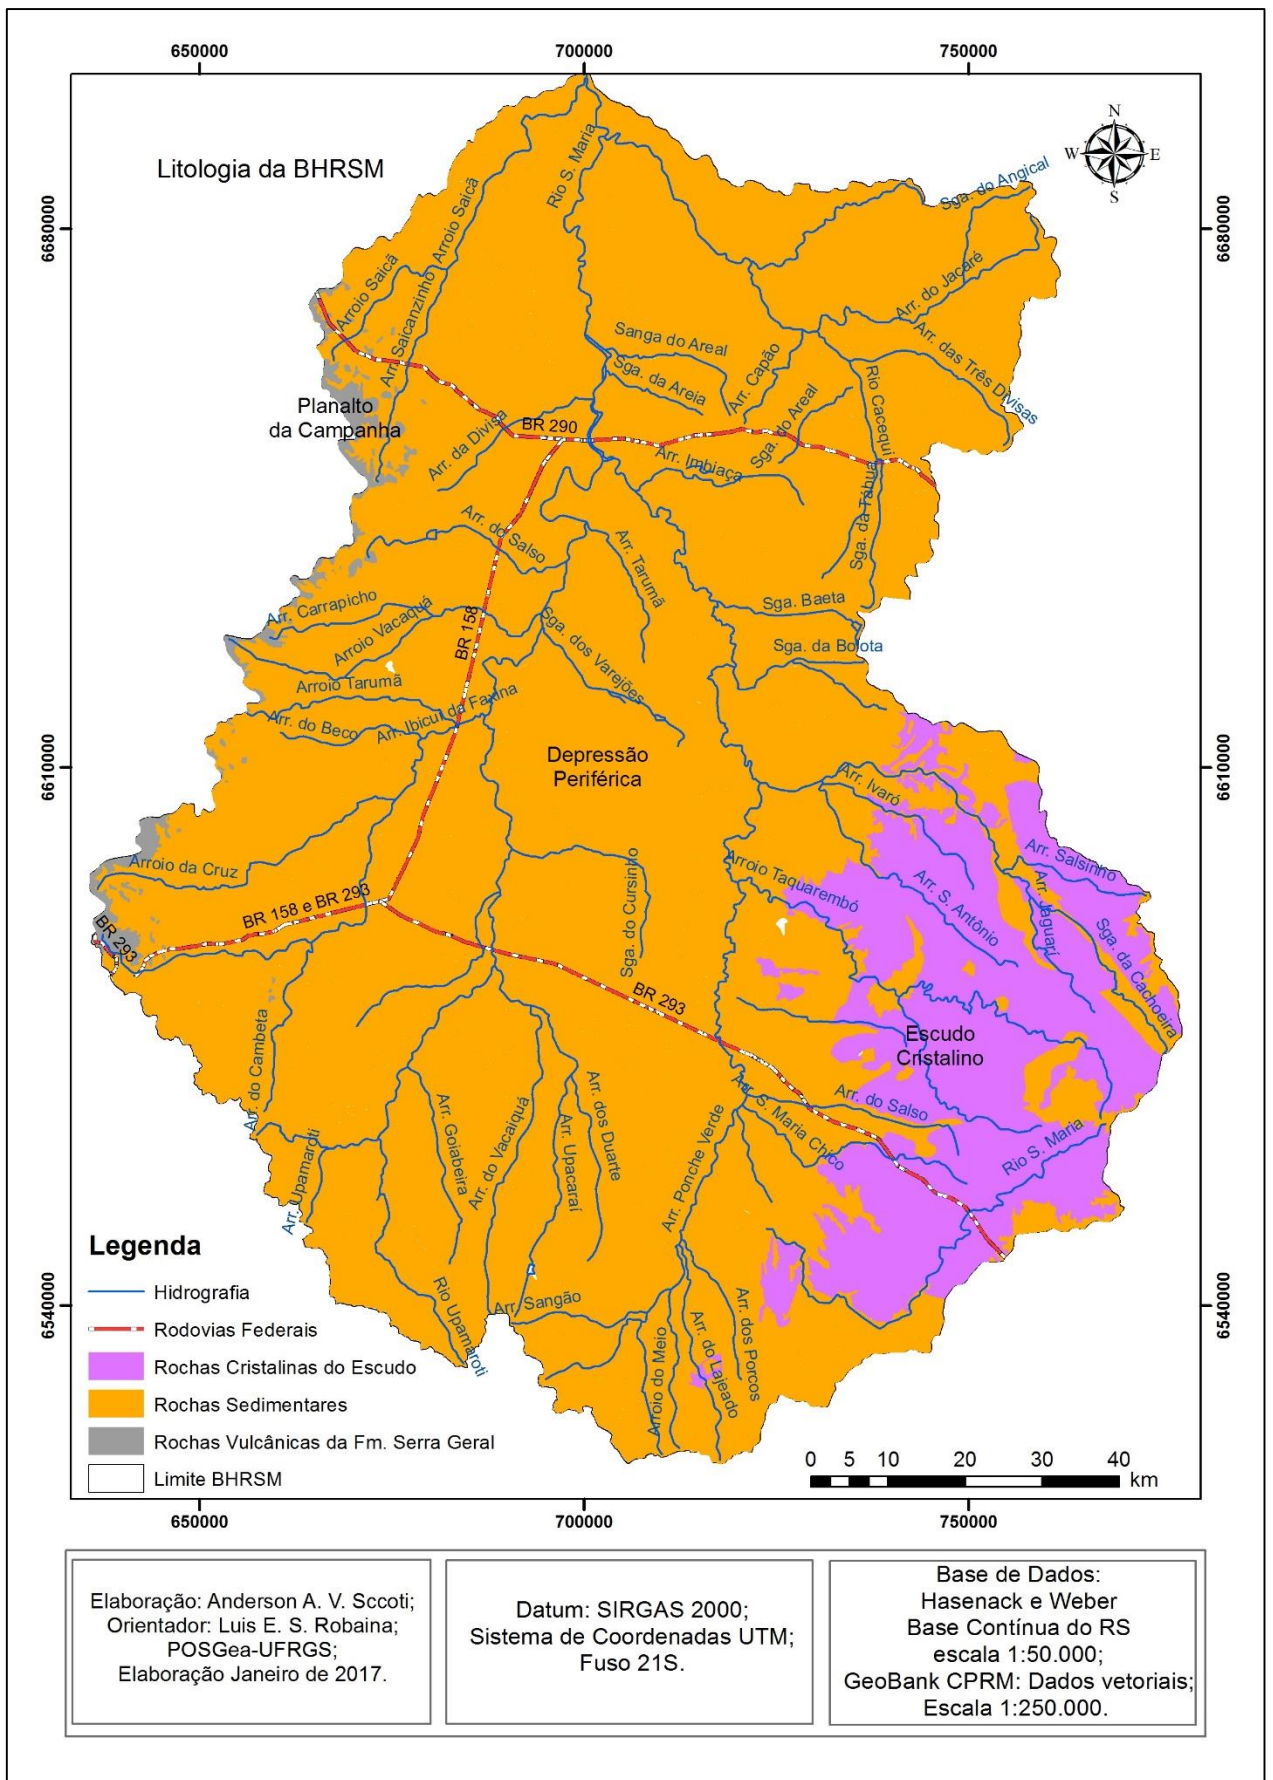 650000
700000
750000
N
W
E
S
Litologia da BHRSM
6680000
6680000
Rio S. Maria
Sga. do Angical
Arroio Saicã
Arroio Saicã
Arr. Saicanzinho
Arr. do Jacaré
Arr. das Três Divisas
Sanga do Areal
Sga. da Areia
Arr. Capão
Sga. do Areal
Rio Cacequi
Planalto
da Campanha
BR 290
Arr. da Divisa
Arr. Imbiaça
Sga. da Tábua
Arr. do Salso
Arr. Tarumã
Arr. Carrapicho
Arroio Vacaquá
BR 158
Sga. Baeta
Sga. da Bolota
Sga. dos Varejões
Arroio Tarumã
Arr. do Beco
Arr. Ibicuí da Faxina
6610000
6610000
Depressão
Periférica
Arr. Ivaró
Arroio da Cruz
Arroio Taquarembó
Arr. S. Antônio
Arr. Salsinho
Arr. Jaguarí
Sga. da Cachoeira
BR 158 e BR 293
BR 293
Sga. do Cursinho
BR 293
Escudo
Cristalino
Arr. do Cambeta
Arr. Upamaroti
Arr. Goiabeira
Arr. do Vacaiquá
Arr. Upacaraí
Arr. dos Duarte
Arr. Ponche Verde
Arr. S. Maria Chico
Arr. do Salso
Rio S. Maria
Rio Upamaroti
Arr. Sangão
Arroio do Meio
Arr. do Lajeado
Arr. dos Porcos
6540000
6540000
Legenda
Hidrografia
Rodovias Federais
Rochas Cristalinas do Escudo
Rochas Sedimentares
Rochas Vulcânicas da Fm. Serra Geral
Limite BHRSM
0 5 10 20 30 40
km
650000
700000
750000
Elaboração: Anderson A. V. Sccoti;
Orientador: Luis E. S. Robaina;
POSGea-UFRGS;
Elaboração Janeiro de 2017.
Datum: SIRGAS 2000;
Sistema de Coordenadas UTM;
Fuso 21S.
Base de Dados:
Hasenack e Weber
Base Contínua do RS
escala 1:50.000;
GeoBank CPRM: Dados vetoriais;
Escala 1:250.000.